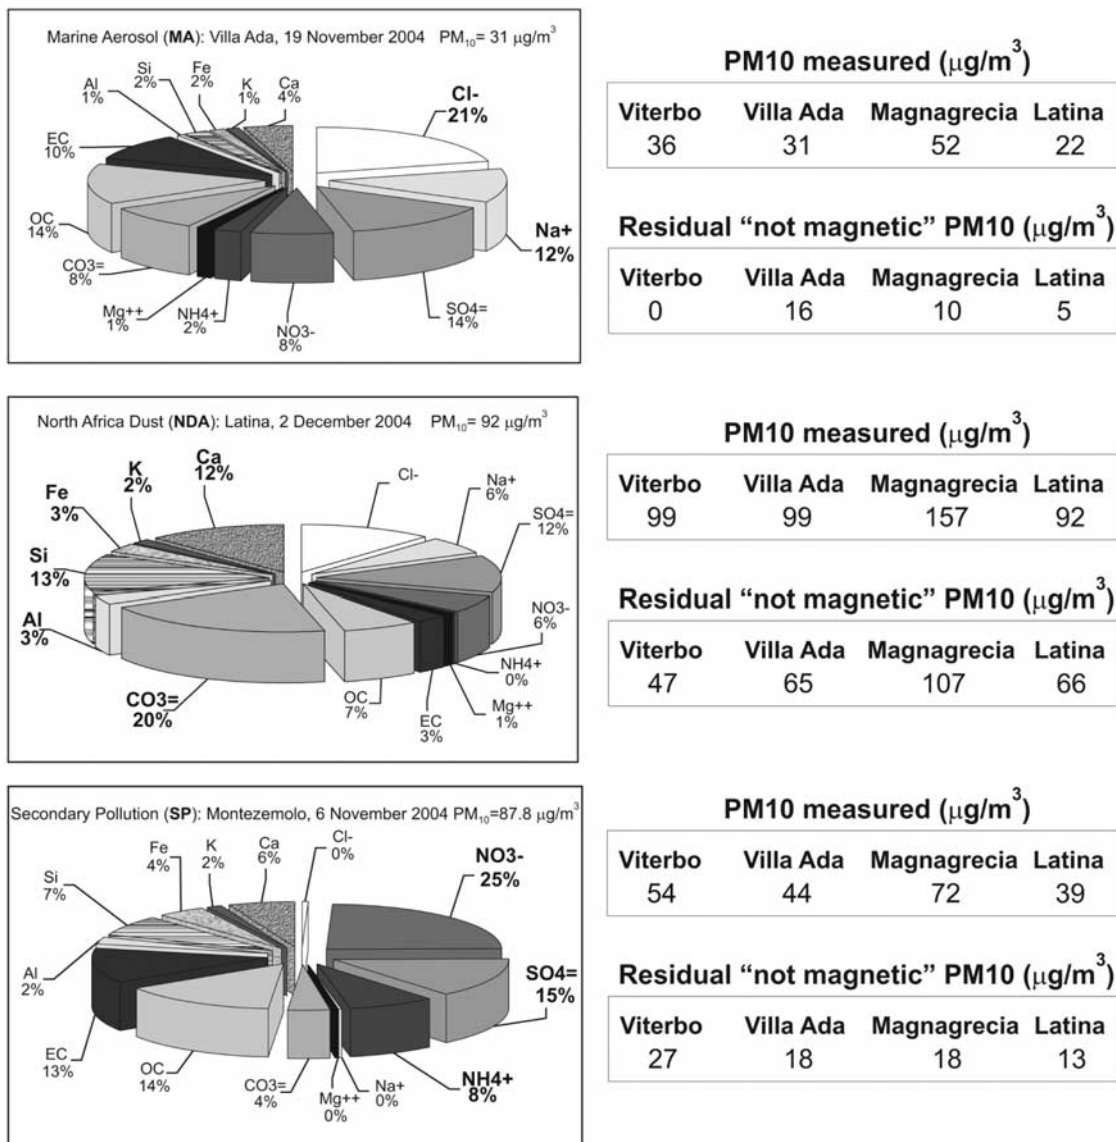 Marine Aerosol (MA): Villa Ada, 19 November 2004 PM₁₀= 31 μg/m³
Si
2%
Fe
2%
K
1%
Ca
4%
Al
1%
Cl-
21%
EC
10%
OC
14%
Na+
12%
CO3=
8%
Mg++
1%
NH4+
2%
NO3-
8%
SO4=
14%
PM10 measured (μg/m³)
Viterbo Villa Ada Magnagrecia Latina
36 31 52 22
Residual “not magnetic” PM10 (μg/m³)
Viterbo Villa Ada Magnagrecia Latina
0 16 10 5
North Africa Dust (NDA): Latina, 2 December 2004 PM₁₀= 92 μg/m³
Ca
12%
K
2%
Fe
3%
Si
13%
Al
3%
Cl-
Na+
6%
SO4=
12%
NO3-
6%
NH4+
0%
Mg++
1%
EC
3%
OC
7%
CO3=
20%
PM10 measured (μg/m³)
Viterbo Villa Ada Magnagrecia Latina
99 99 157 92
Residual “not magnetic” PM10 (μg/m³)
Viterbo Villa Ada Magnagrecia Latina
47 65 107 66
Secondary Pollution (SP): Montezemolo, 6 November 2004 PM₁₀=87.8 μg/m³
Fe
4%
K
2%
Ca
6%
Cl-
0%
NO3-
25%
Si
7%
Al
2%
SO4=
15%
EC
13%
OC
14%
CO3=
4%
Mg++
0%
Na+
0%
NH4+
8%
PM10 measured (μg/m³)
Viterbo Villa Ada Magnagrecia Latina
54 44 72 39
Residual “not magnetic” PM10 (μg/m³)
Viterbo Villa Ada Magnagrecia Latina
27 18 18 13